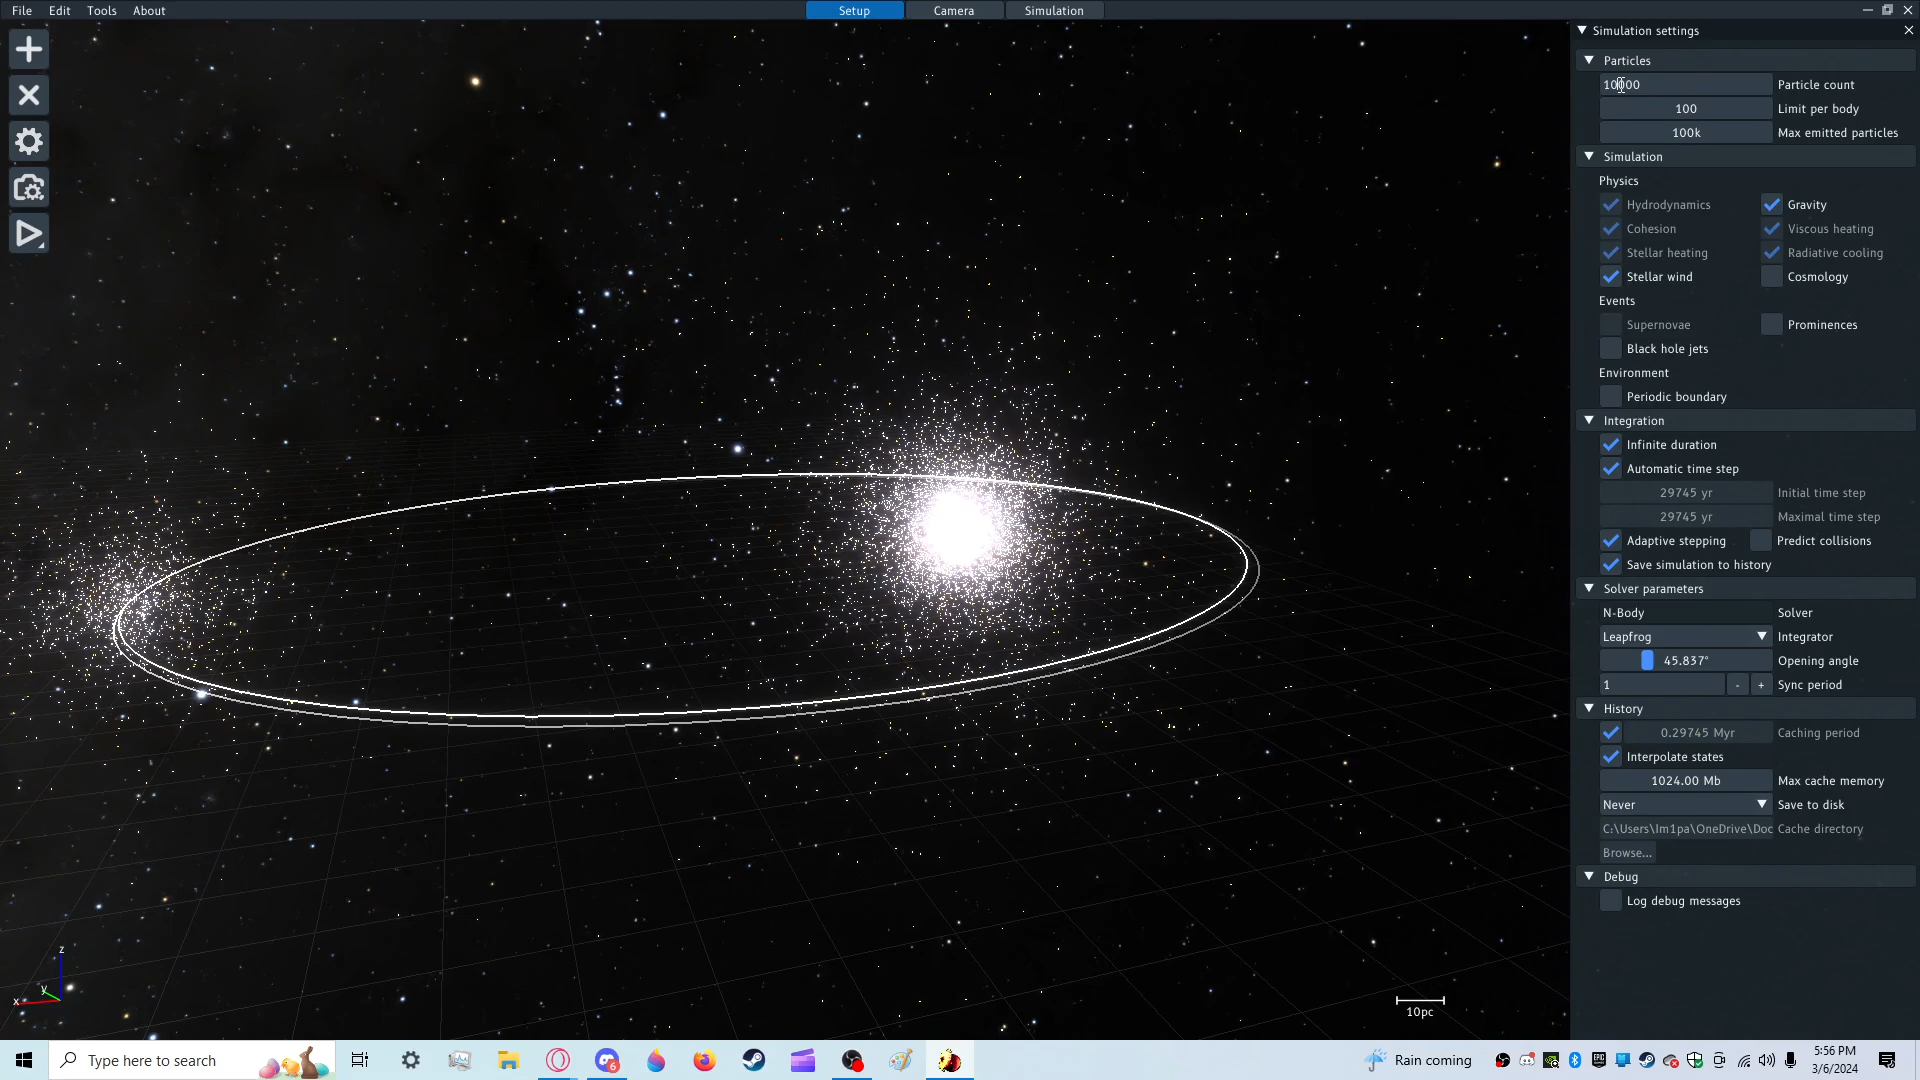 File Edit Tools About
Setup Camera Simulation
Simulation settings
Particles
10000 Particle count
100 Limit per body
100k Max emitted particles
Simulation
Physics
Hydrodynamics Gravity
Cohesion Viscous heating
Stellar heating Radiative cooling
Stellar wind Cosmology
Events
Supernovae Prominences
Black hole jets
Environment
Periodic boundary
Integration
Infinite duration
Automatic time step
29745 yr Initial time step
29745 yr Maximal time step
Adaptive stepping Predict collisions
Save simulation to history
Solver parameters
N-Body Solver
Leapfrog Integrator
45.837° Opening angle
1 - + Sync period
History
0.29745 Myr Caching period
Interpolate states
1024.00 Mb Max cache memory
Never Save to disk
C:\Users\Im1pa\OneDrive\Doc Cache directory
Browse...
Debug
Log debug messages
z
y
x
10pc
Type here to search
6
Rain coming
EPIC
5:56 PM
3/6/2024